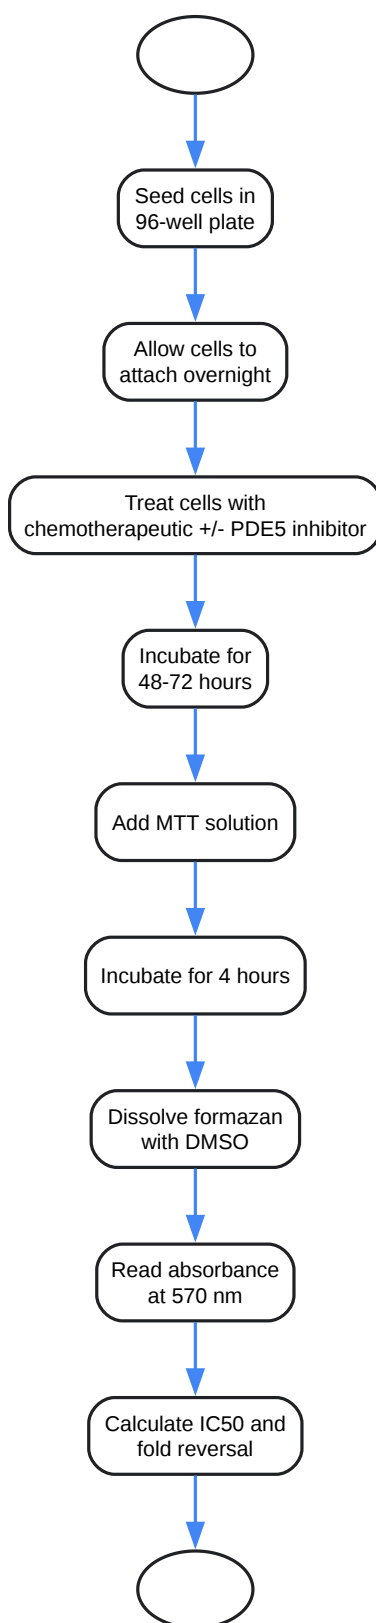 Seed cells in
96-well plate
Allow cells to
attach overnight
Treat cells with
chemotherapeutic +/- PDE5 inhibitor
Incubate for
48-72 hours
Add MTT solution
Incubate for 4 hours
Dissolve formazan
with DMSO
Read absorbance
at 570 nm
Calculate IC50 and
fold reversal